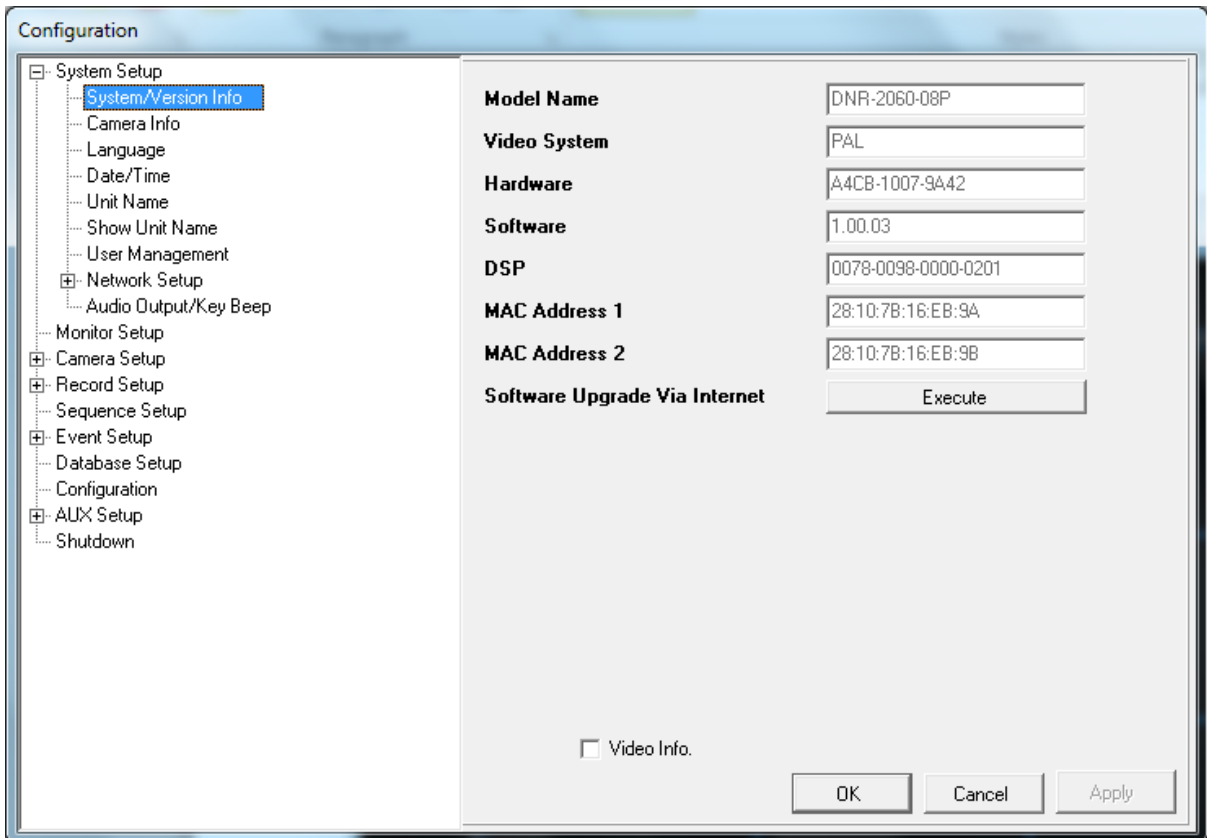 Configuration
System Setup
System/Version Info
Camera Info
Language
Date/Time
Unit Name
Show Unit Name
User Management
Network Setup
Audio Output/Key Beep
Monitor Setup
Camera Setup
Record Setup
Sequence Setup
Event Setup
Database Setup
Configuration
AUX Setup
Shutdown
Model Name DNR-2060-08P
Video System PAL
Hardware A4CB-1007-9A42
Software 1.00.03
DSP 0078-0098-0000-0201
MAC Address 1 28:10:7B:16:EB:9A
MAC Address 2 28:10:7B:16:EB:9B
Software Upgrade Via Internet Execute
Video Info.
OK Cancel Apply